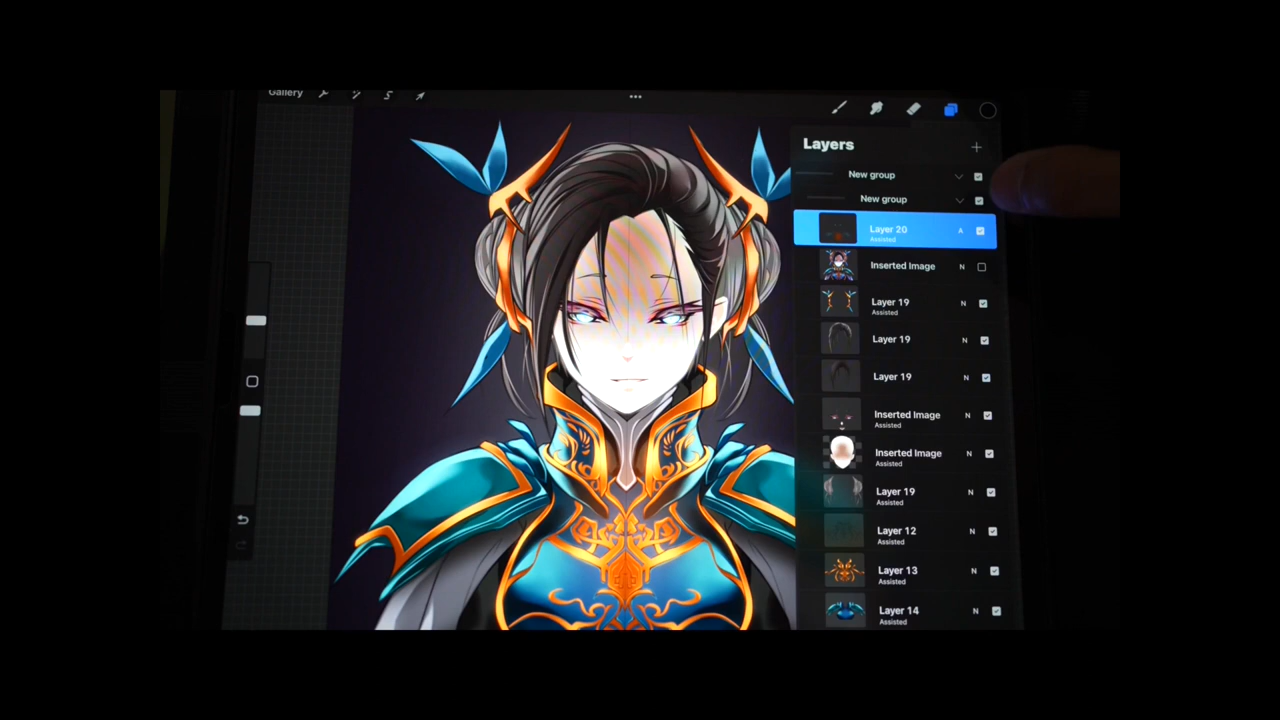 Gallery
Layers
New group
New group
Layer 20 A
Assisted
Inserted Image N
Layer 19 N
Assisted
Layer 19 N
Layer 19 N
Inserted Image N
Assisted
Inserted Image N
Assisted
Layer 19 N
Assisted
Layer 12 N
Assisted
Layer 13 N
Assisted
Layer 14 N
Assisted